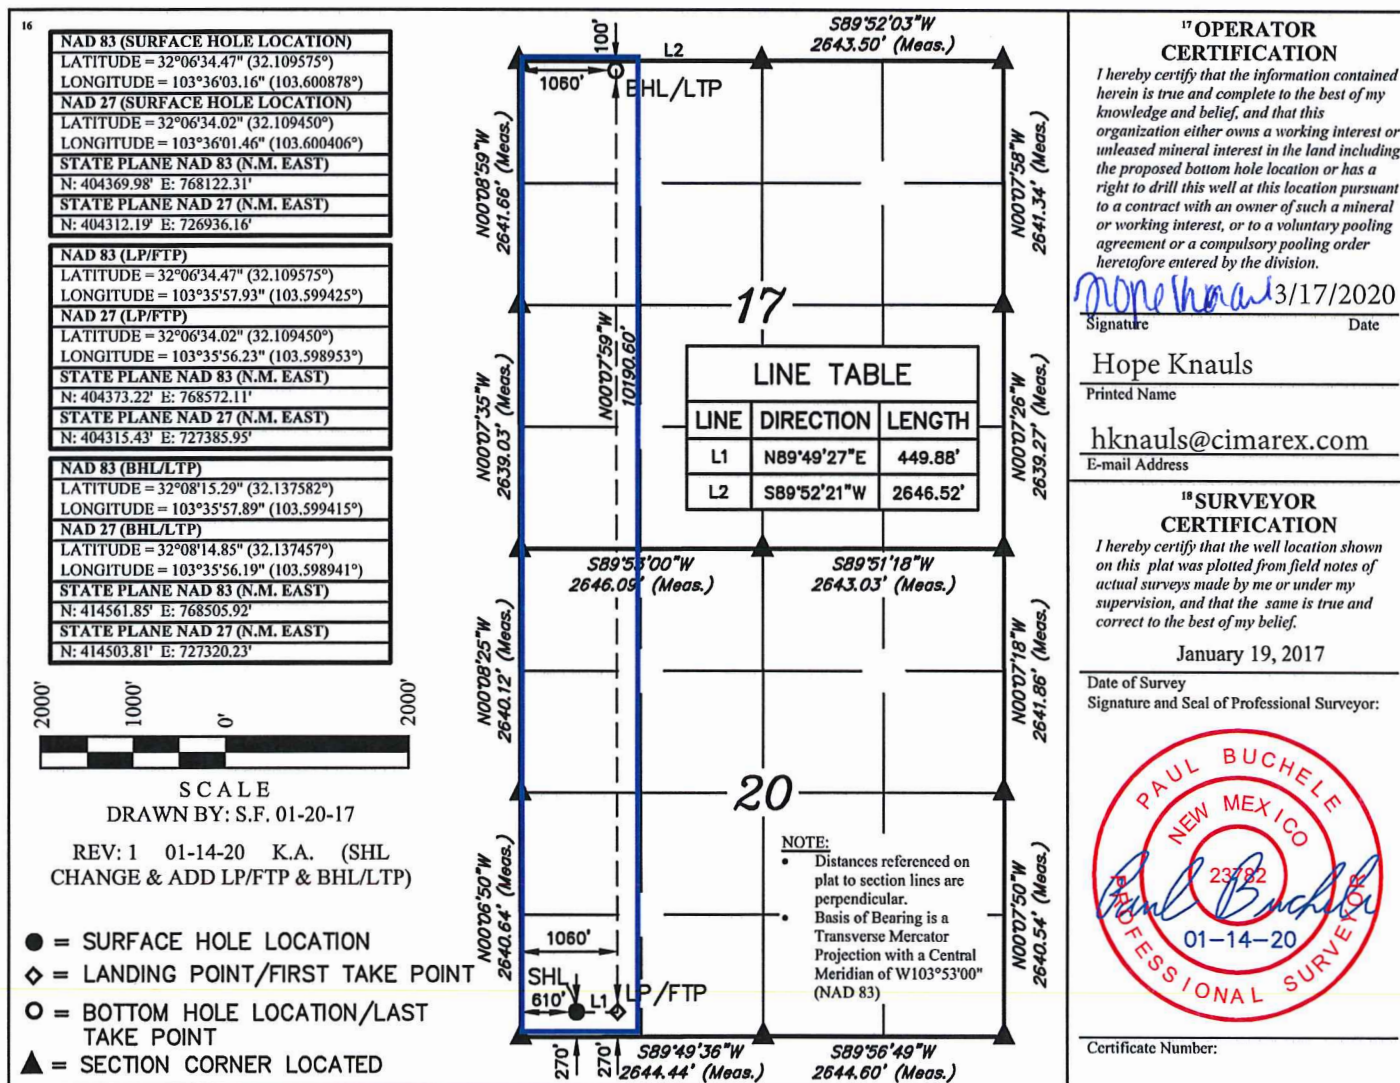 16
NAD 83 (SURFACE HOLE LOCATION)
LATITUDE = 32°06'34.47" (32.109575°)
LONGITUDE = 103°36'03.16" (103.600878°)
NAD 27 (SURFACE HOLE LOCATION)
LATITUDE = 32°06'34.02" (32.109450°)
LONGITUDE = 103°36'01.46" (103.600406°)
STATE PLANE NAD 83 (N.M. EAST)
N: 404369.98' E: 768122.31'
STATE PLANE NAD 27 (N.M. EAST)
N: 404312.19' E: 726936.16'
NAD 83 (LP/FTP)
LATITUDE = 32°06'34.47" (32.109575°)
LONGITUDE = 103°35'57.93" (103.599425°)
NAD 27 (LP/FTP)
LATITUDE = 32°06'34.02" (32.109450°)
LONGITUDE = 103°35'56.23" (103.598953°)
STATE PLANE NAD 83 (N.M. EAST)
N: 404373.22' E: 768572.11'
STATE PLANE NAD 27 (N.M. EAST)
N: 404315.43' E: 727385.95'
NAD 83 (BHL/LTP)
LATITUDE = 32°08'15.29" (32.137582°)
LONGITUDE = 103°35'57.89" (103.599415°)
NAD 27 (BHL/LTP)
LATITUDE = 32°08'14.85" (32.137457°)
LONGITUDE = 103°35'56.19" (103.598941°)
STATE PLANE NAD 83 (N.M. EAST)
N: 414561.85' E: 768505.92'
STATE PLANE NAD 27 (N.M. EAST)
N: 414503.81' E: 727320.23'
2000'
1000'
0'
2000'
SCALE
DRAWN BY: S.F. 01-20-17
REV: 1 01-14-20 K.A. (SHL
CHANGE & ADD LP/FTP & BHL/LTP)
= SURFACE HOLE LOCATION
= LANDING POINT/FIRST TAKE POINT
= BOTTOM HOLE LOCATION/LAST
TAKE POINT
= SECTION CORNER LOCATED
100'
L2
S89°52'03"W
2643.50' (Meas.)
1060'
BHL/LTP
N00°08'59"W
2641.66' (Meas.)
N00°07'58"W
2641.34' (Meas.)
17
N00°07'59"W
10190.60'
N00°07'35"W
2639.03' (Meas.)
N00°07'26"W
2639.27' (Meas.)
LINE TABLE
LINE DIRECTION LENGTH
L1 N89°49'27"E 449.88'
L2 S89°52'21"W 2646.52'
S89°53'00"W
2646.09' (Meas.)
S89°51'18"W
2643.03' (Meas.)
N00°08'25"W
2640.12' (Meas.)
N00°07'18"W
2641.86' (Meas.)
20
N00°06'50"W
2640.64' (Meas.)
N00°07'50"W
2640.54' (Meas.)
NOTE:
• Distances referenced on
plat to section lines are
perpendicular.
• Basis of Bearing is a
Transverse Mercator
Projection with a Central
Meridian of W103°53'00"
(NAD 83)
1060'
SHL
610'
L1
LP/FTP
270'
270'
S89°49'36"W
2644.44' (Meas.)
S89°56'49"W
2644.60' (Meas.)
17 OPERATOR
CERTIFICATION
I hereby certify that the information contained
herein is true and complete to the best of my
knowledge and belief, and that this
organization either owns a working interest or
unleased mineral interest in the land including
the proposed bottom hole location or has a
right to drill this well at this location pursuant
to a contract with an owner of such a mineral
or working interest, or to a voluntary pooling
agreement or a compulsory pooling order
heretofore entered by the division.
Hope Knauls 3/17/2020
Signature Date
Hope Knauls
Printed Name
hknauls@cimarex.com
E-mail Address
18 SURVEYOR
CERTIFICATION
I hereby certify that the well location shown
on this plat was plotted from field notes of
actual surveys made by me or under my
supervision, and that the same is true and
correct to the best of my belief.
January 19, 2017
Date of Survey
Signature and Seal of Professional Surveyor:
PAUL BUCHELE
NEW MEXICO
23782
Paul Buchele
01-14-20
PROFESSIONAL SURVEYOR
Certificate Number: